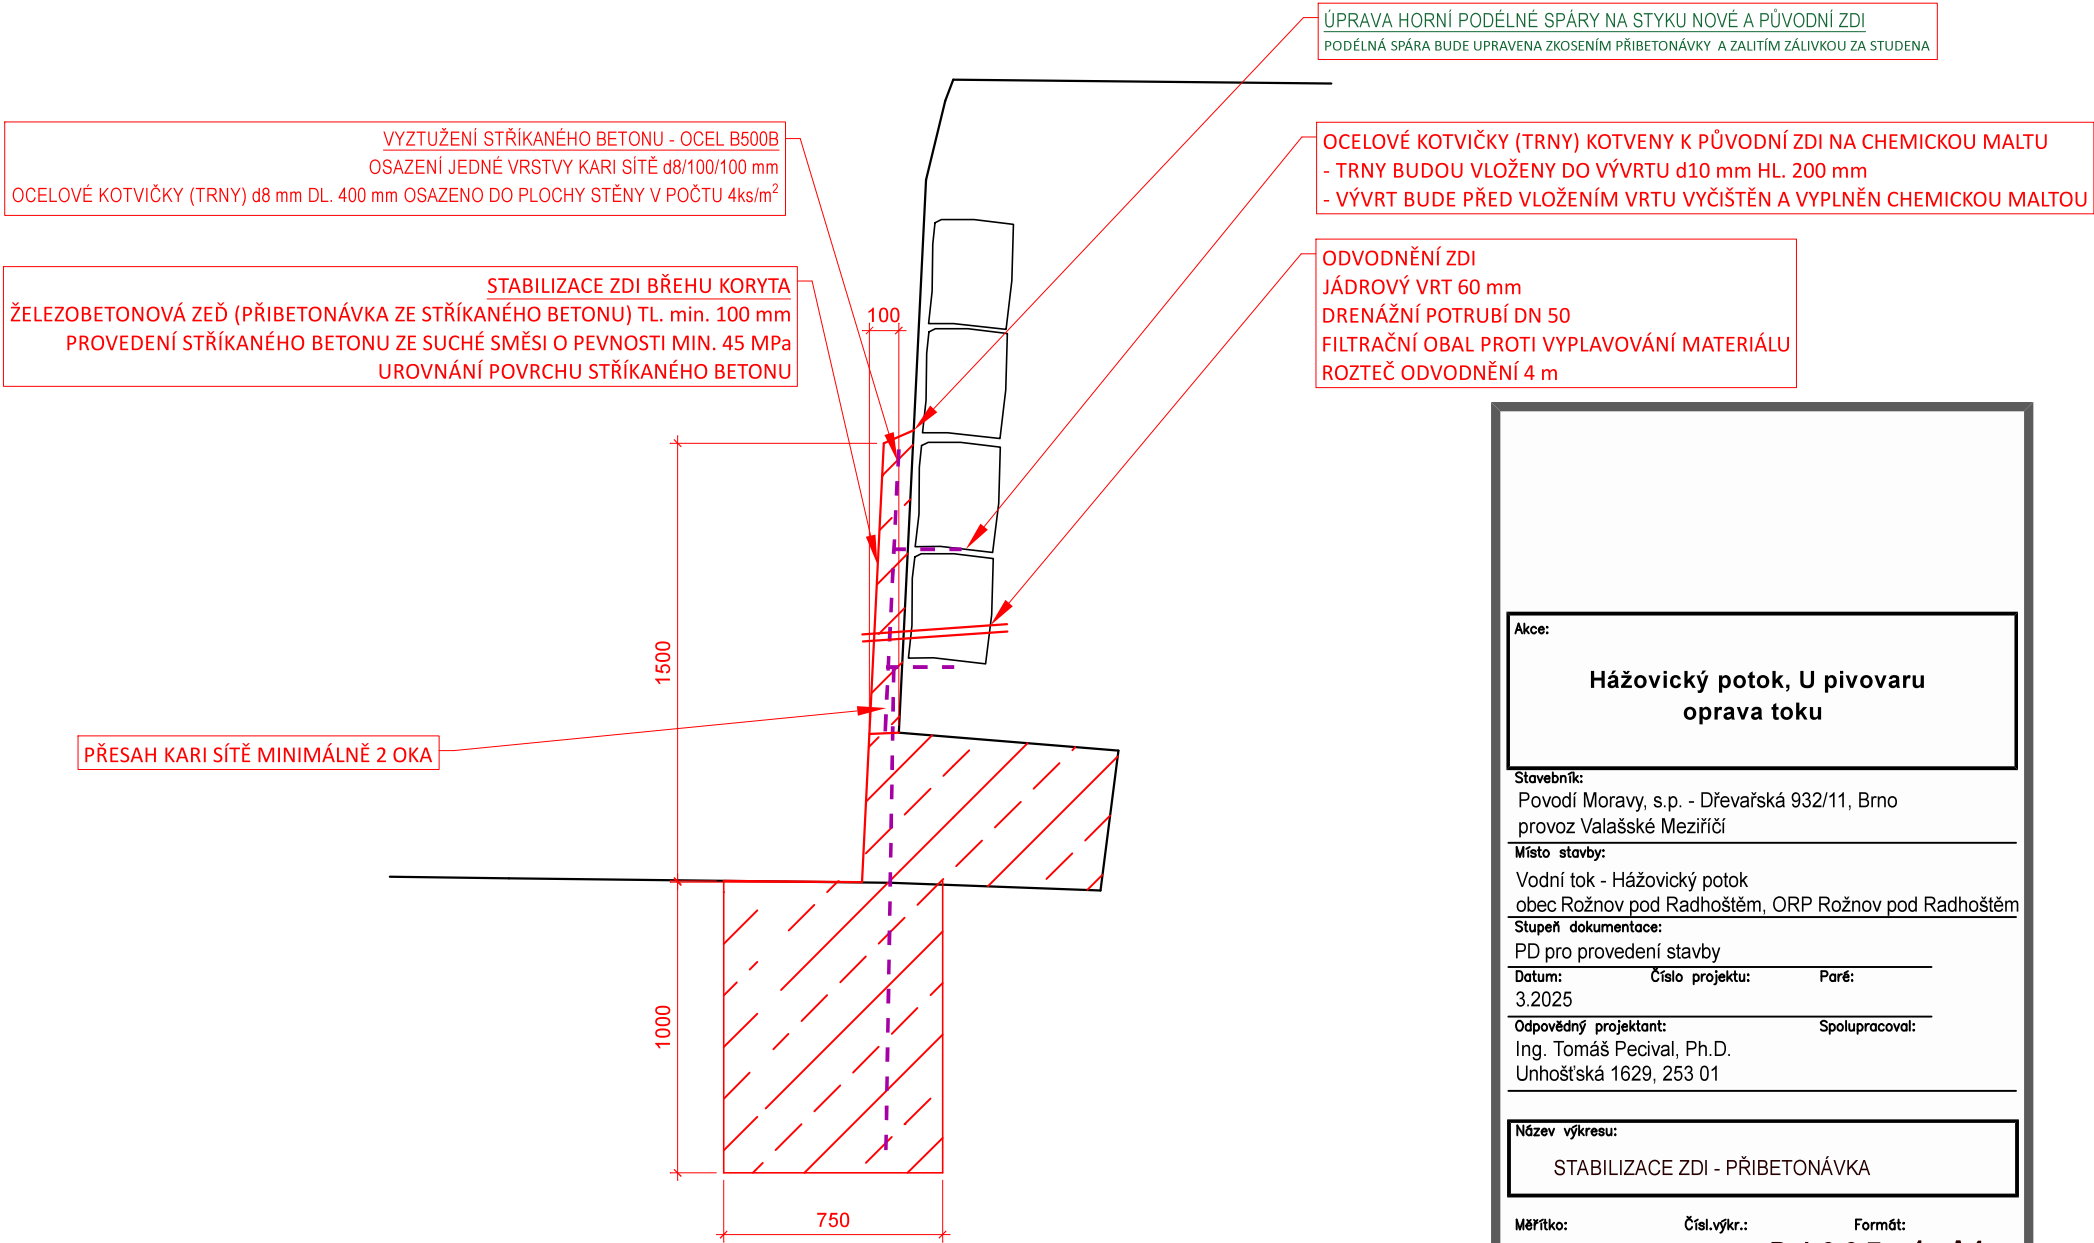 ÚPRAVA HORNÍ PODÉLNÉ SPÁRY NA STYKU NOVÉ A PŮVODNÍ ZDI
PODÉLNÁ SPÁRA BUDE UPRAVENA ZKOSENÍM PŘIBETONÁVKY A ZALITÍM ZÁLIVKOU ZA STUDENA
VYZTUŽENÍ STŘÍKANÉHO BETONU - OCEL B500B
OSAZENÍ JEDNÉ VRSTVY KARI SÍTĚ d8/100/100 mm
OCELOVÉ KOTVIČKY (TRNY) d8 mm DL. 400 mm OSAZENO DO PLOCHY STĚNY V POČTU 4ks/m²
OCELOVÉ KOTVIČKY (TRNY) KOTVENY K PŮVODNÍ ZDI NA CHEMICKOU MALTU
- TRNY BUDOU VLOŽENY DO VÝVRTU d10 mm HL. 200 mm
- VÝVRT BUDE PŘED VLOŽENÍM VRTU VYČIŠTĚN A VYPLNĚN CHEMICKOU MALTOU
STABILIZACE ZDI BŘEHU KORYTA
ŽELEZOBETONOVÁ ZEĎ (PŘIBETONÁVKA ZE STŘÍKANÉHO BETONU) TL. min. 100 mm
PROVEDENÍ STŘÍKANÉHO BETONU ZE SUCHÉ SMĚSI O PEVNOSTI MIN. 45 MPa
UROVNÁNÍ POVRCHU STŘÍKANÉHO BETONU
ODVODNĚNÍ ZDI
JÁDROVÝ VRT 60 mm
DRENÁŽNÍ POTRUBÍ DN 50
FILTRAČNÍ OBAL PROTI VYPLAVOVÁNÍ MATERIÁLU
ROZTEČ ODVODNĚNÍ 4 m
100
1500
PŘESAH KARI SÍTĚ MINIMÁLNĚ 2 OKA
1000
750
Akce:
Hážovický potok, U pivovaru
oprava toku
Stavebník:
Povodí Moravy, s.p. - Dřevařská 932/11, Brno
provoz Valašské Meziříčí
Místo stavby:
Vodní tok - Hážovický potok
obec Rožnov pod Radhoštěm, ORP Rožnov pod Radhoštěm
Stupeň dokumentace:
PD pro provedení stavby
Datum: Číslo projektu: Paré:
3.2025
Odpovědný projektant: Spolupracoval:
Ing. Tomáš Pecival, Ph.D.
Unhošťská 1629, 253 01
Název výkresu:
STABILIZACE ZDI - PŘIBETONÁVKA
Měřítko: Čísl.výkr.: Formát: